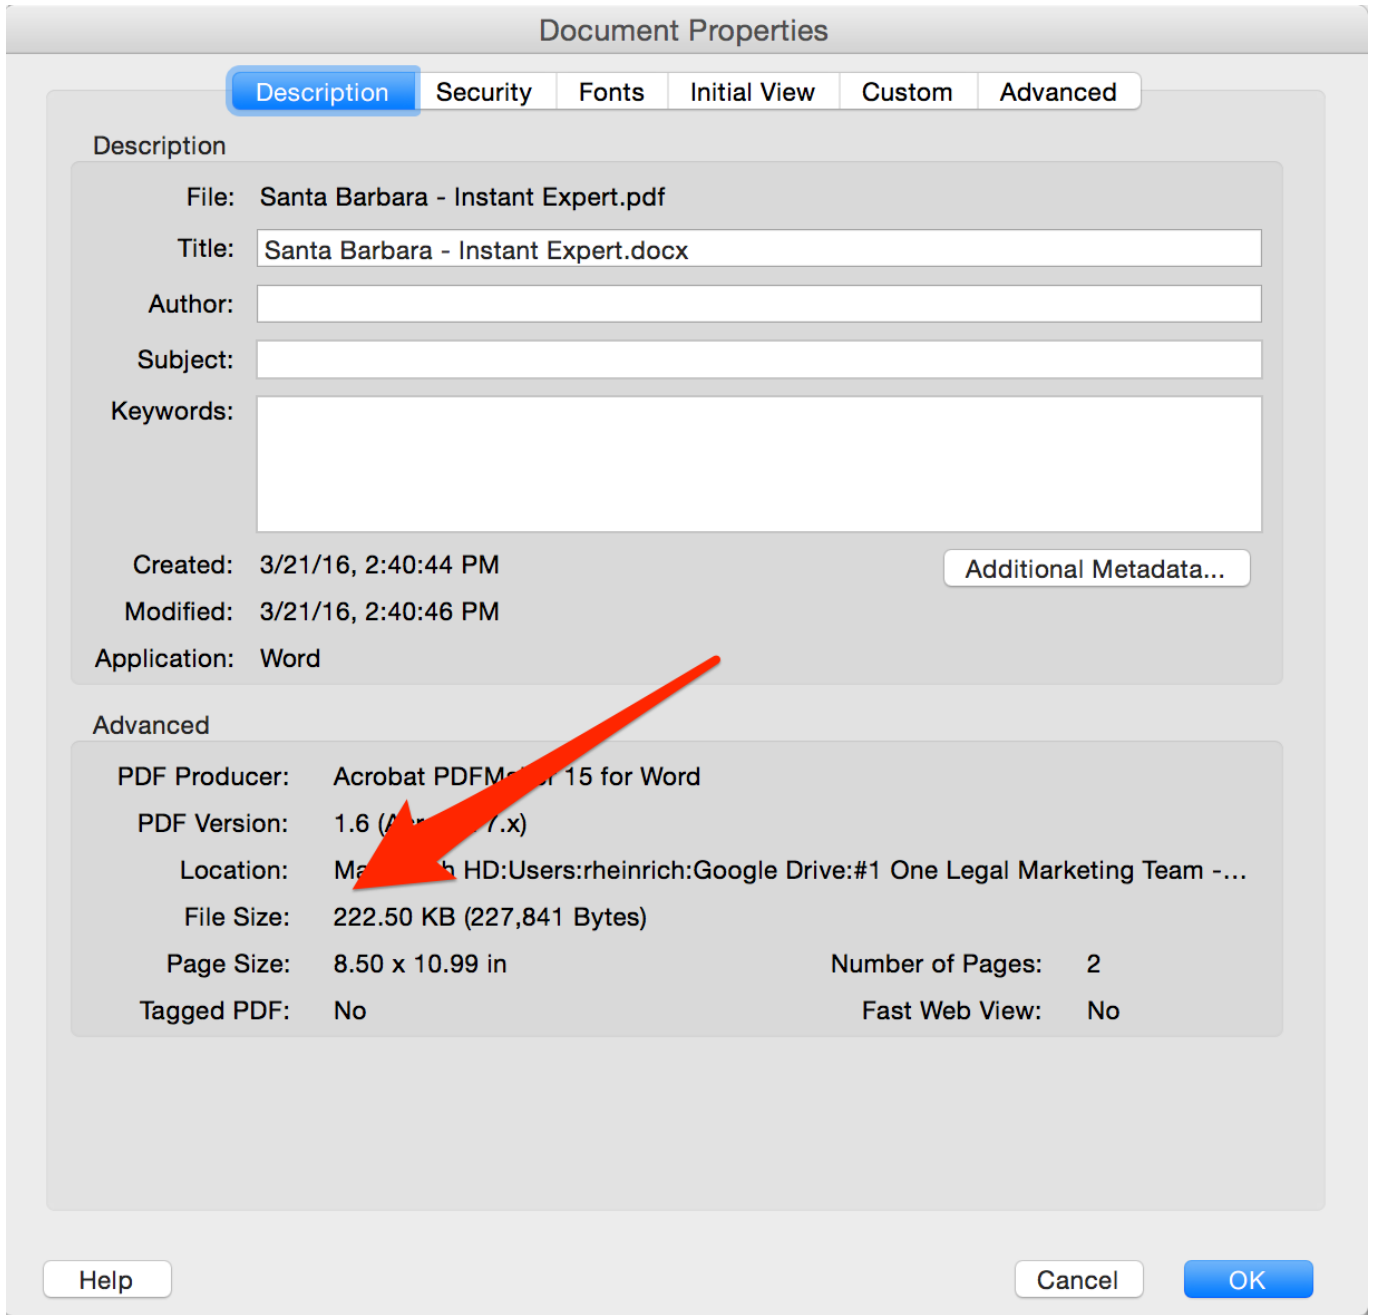 Document Properties
Description Security Fonts Initial View Custom Advanced
Description
File: Santa Barbara - Instant Expert.pdf
Title: Santa Barbara - Instant Expert.docx
Author:
Subject:
Keywords:
Created: 3/21/16, 2:40:44 PM
Additional Metadata...
Modified: 3/21/16, 2:40:46 PM
Application: Word
Advanced
PDF Producer: Acrobat 15 for Word
PDF Version: 1.6 7.x)
Location: HD:Users:rheinrich:Google Drive:#1 One Legal Marketing Team -...
File Size: 222.50 KB (227,841 Bytes)
Page Size: 8.50 x 10.99 in Number of Pages: 2
Tagged PDF: No Fast Web View: No
Help Cancel OK